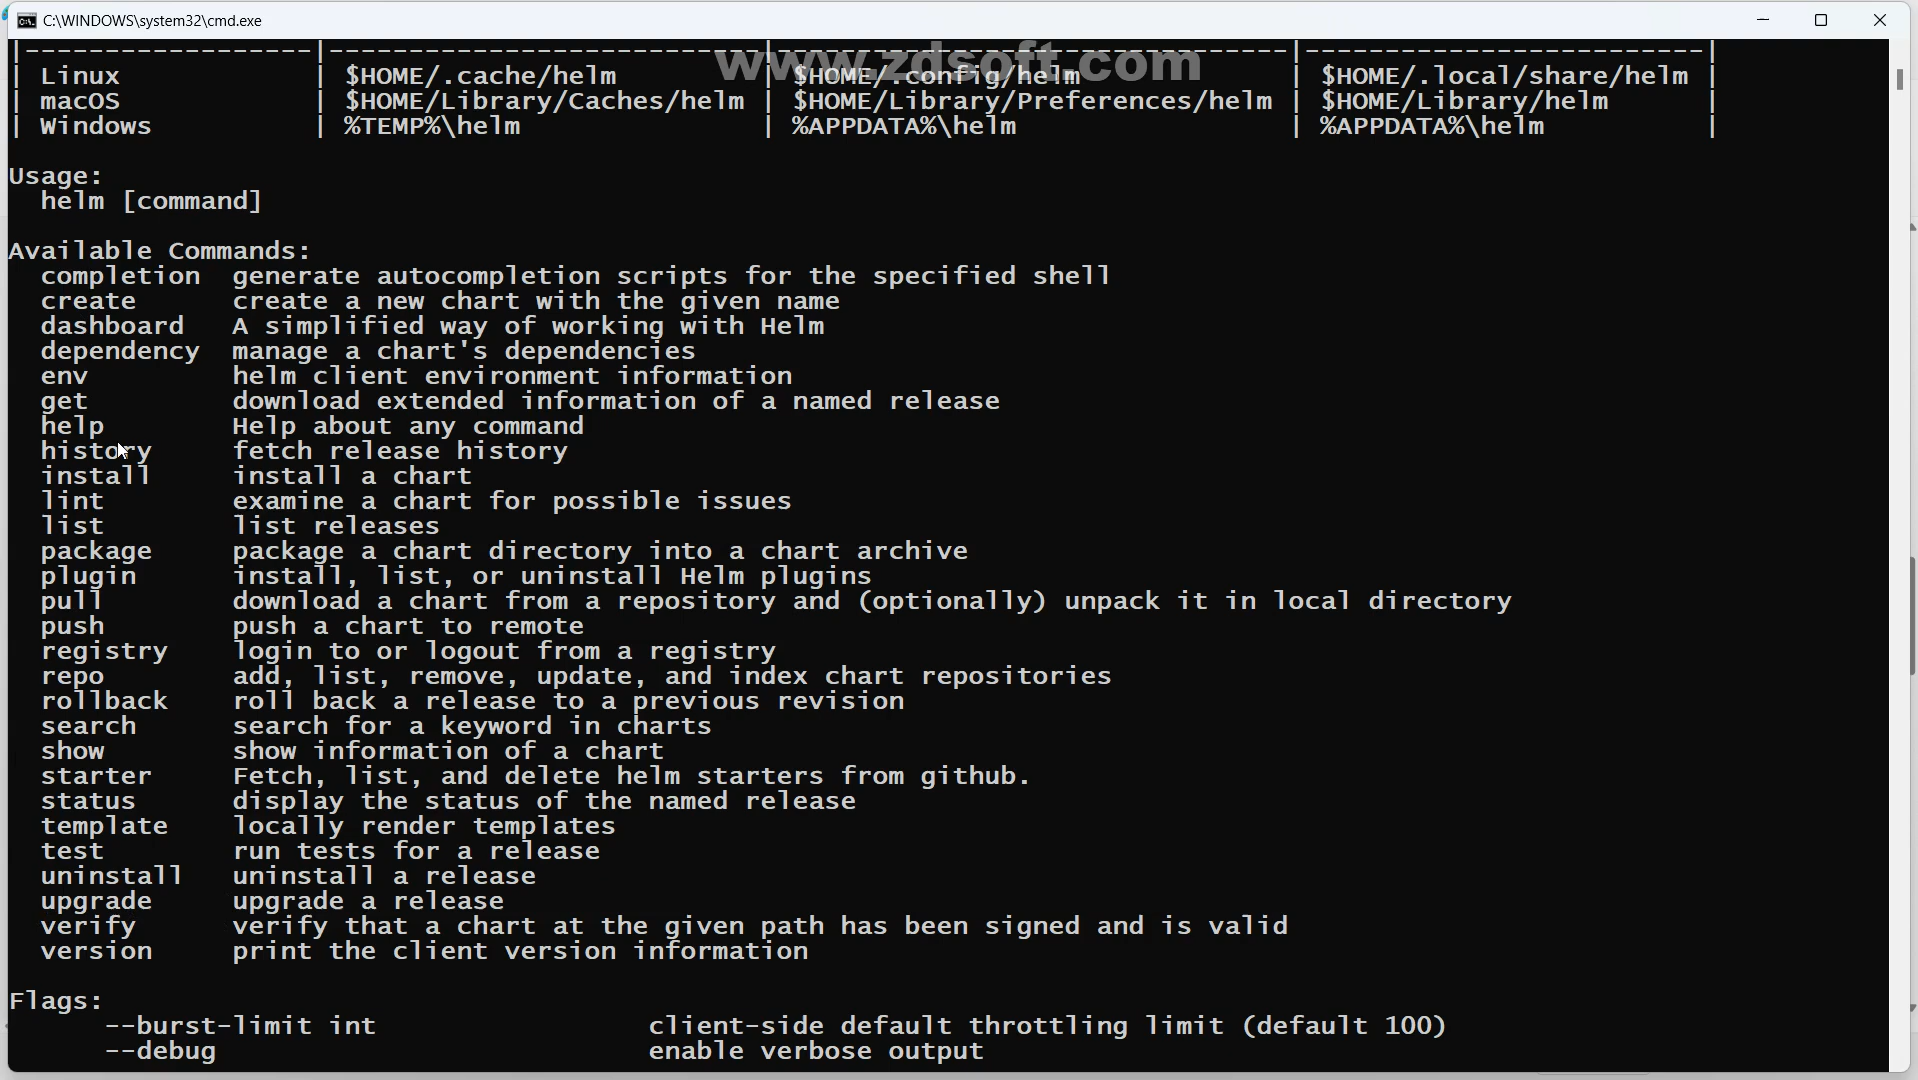 C:\WINDOWS\system32\cmd.exe
www.zdsoft.com
|------------------|---------------------------|--------------------------------|-------------------------|
| Linux            | $HOME/.cache/helm         | $HOME/.config/helm             | $HOME/.local/share/helm |
| macOS            | $HOME/Library/Caches/helm | $HOME/Library/Preferences/helm | $HOME/Library/helm      |
| Windows          | %TEMP%\helm               | %APPDATA%\helm                 | %APPDATA%\helm          |
Usage:
  helm [command]
Available Commands:
  completion  generate autocompletion scripts for the specified shell
  create      create a new chart with the given name
  dashboard   A simplified way of working with Helm
  dependency  manage a chart's dependencies
  env         helm client environment information
  get         download extended information of a named release
  help        Help about any command
  history     fetch release history
  install     install a chart
  lint        examine a chart for possible issues
  list        list releases
  package     package a chart directory into a chart archive
  plugin      install, list, or uninstall Helm plugins
  pull        download a chart from a repository and (optionally) unpack it in local directory
  push        push a chart to remote
  registry    login to or logout from a registry
  repo        add, list, remove, update, and index chart repositories
  rollback    roll back a release to a previous revision
  search      search for a keyword in charts
  show        show information of a chart
  starter     Fetch, list, and delete helm starters from github.
  status      display the status of the named release
  template    locally render templates
  test        run tests for a release
  uninstall   uninstall a release
  upgrade     upgrade a release
  verify      verify that a chart at the given path has been signed and is valid
  version     print the client version information
Flags:
      --burst-limit int                 client-side default throttling limit (default 100)
      --debug                           enable verbose output